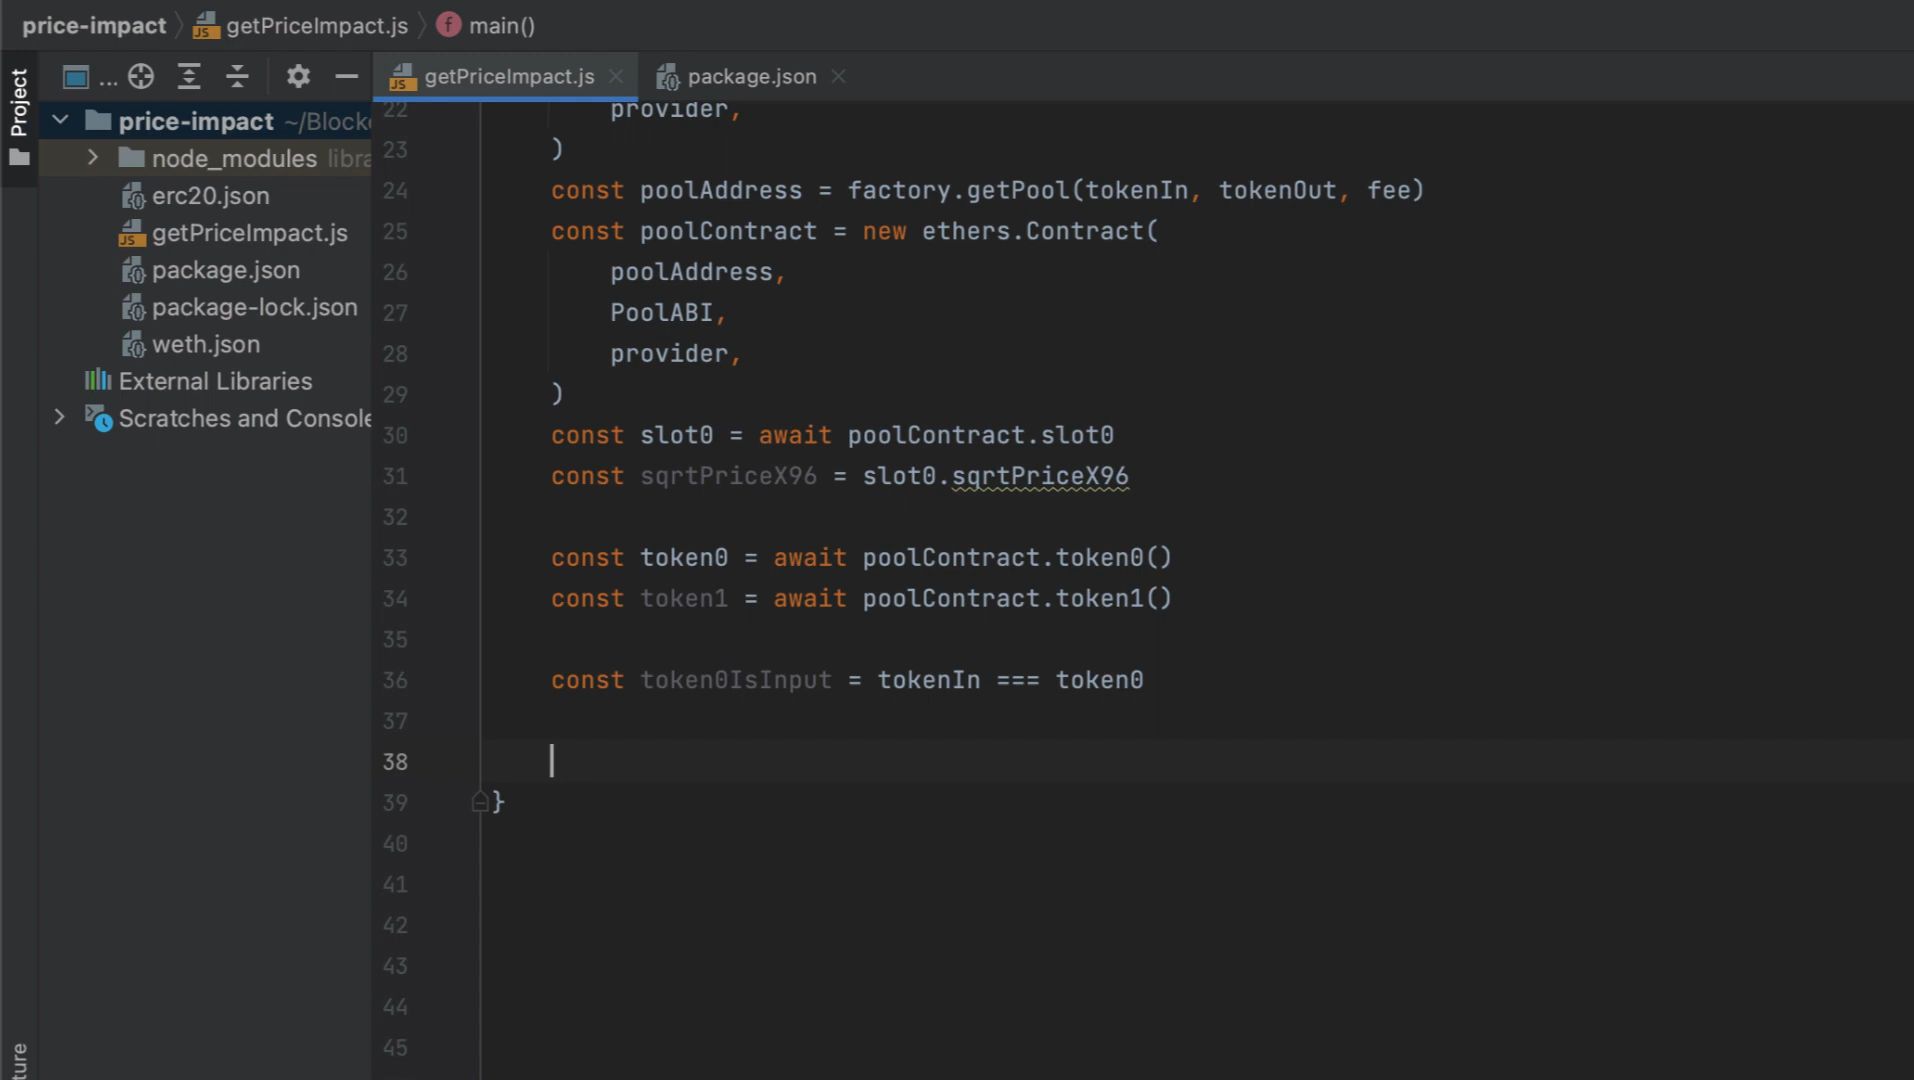 price-impact getPriceImpact.js f main()
Project
... getPriceImpact.js package.json
price-impact ~/Blocke
node_modules libra
erc20.json
getPriceImpact.js
package.json
package-lock.json
weth.json
External Libraries
Scratches and Console
22 provider,
23 )
24 const poolAddress = factory.getPool(tokenIn, tokenOut, fee)
25 const poolContract = new ethers.Contract(
26 poolAddress,
27 PoolABI,
28 provider,
29 )
30 const slot0 = await poolContract.slot0
31 const sqrtPriceX96 = slot0.sqrtPriceX96
32
33 const token0 = await poolContract.token0()
34 const token1 = await poolContract.token1()
35
36 const token0IsInput = tokenIn === token0
37
38
39 }
40
41
42
43
44
45
ture